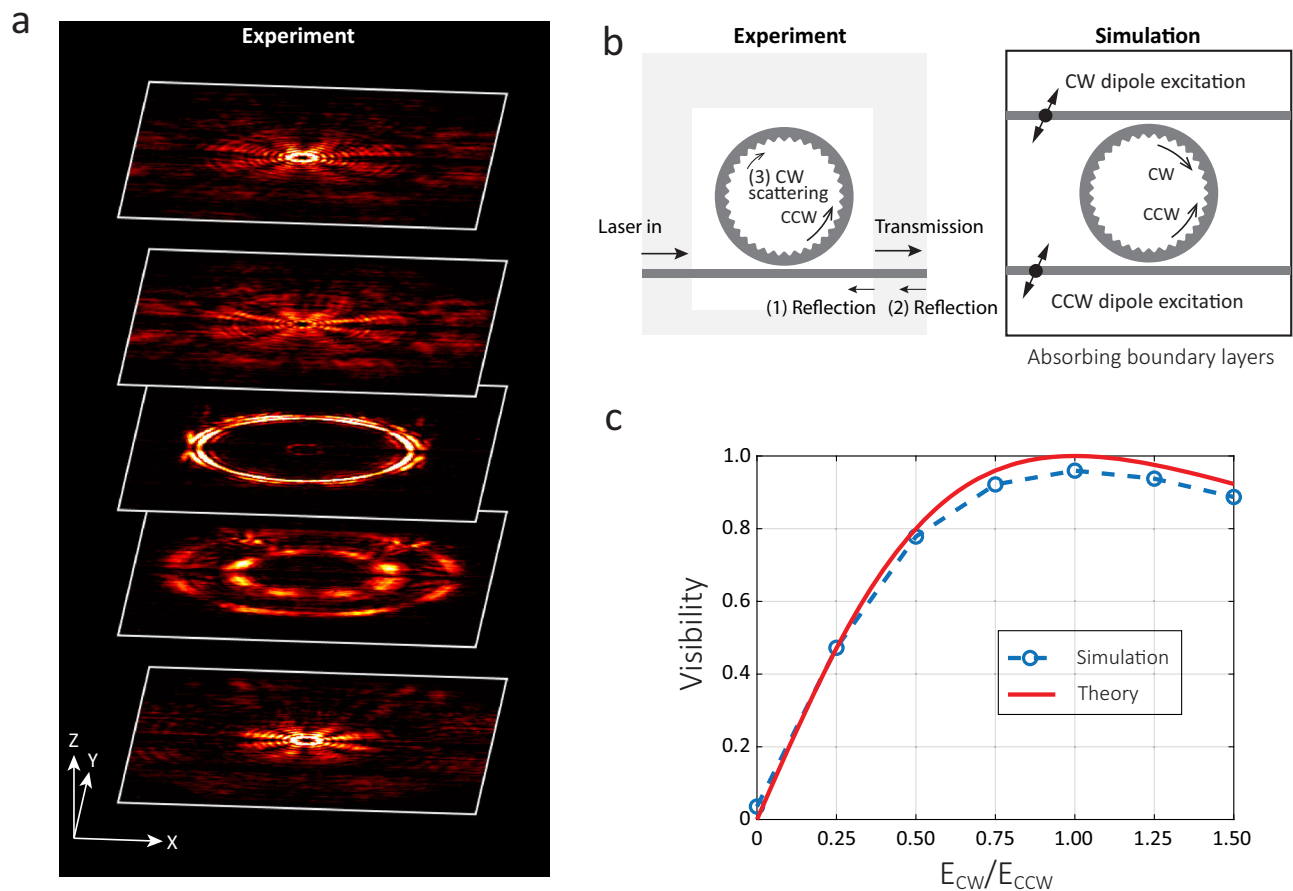 a
Experiment
Z
Y
X
b
Experiment
(3) CW
scattering
CCW
Laser in
Transmission
(1) Reflection
(2) Reflection
Simulation
CW dipole excitation
CW
CCW
CCW dipole excitation
Absorbing boundary layers
c
Visibility
1.0
0.8
0.6
0.4
0.2
0
0
0.25
0.50
0.75
1.00
1.25
1.50
Simulation
Theory
E_CW/E_CCW